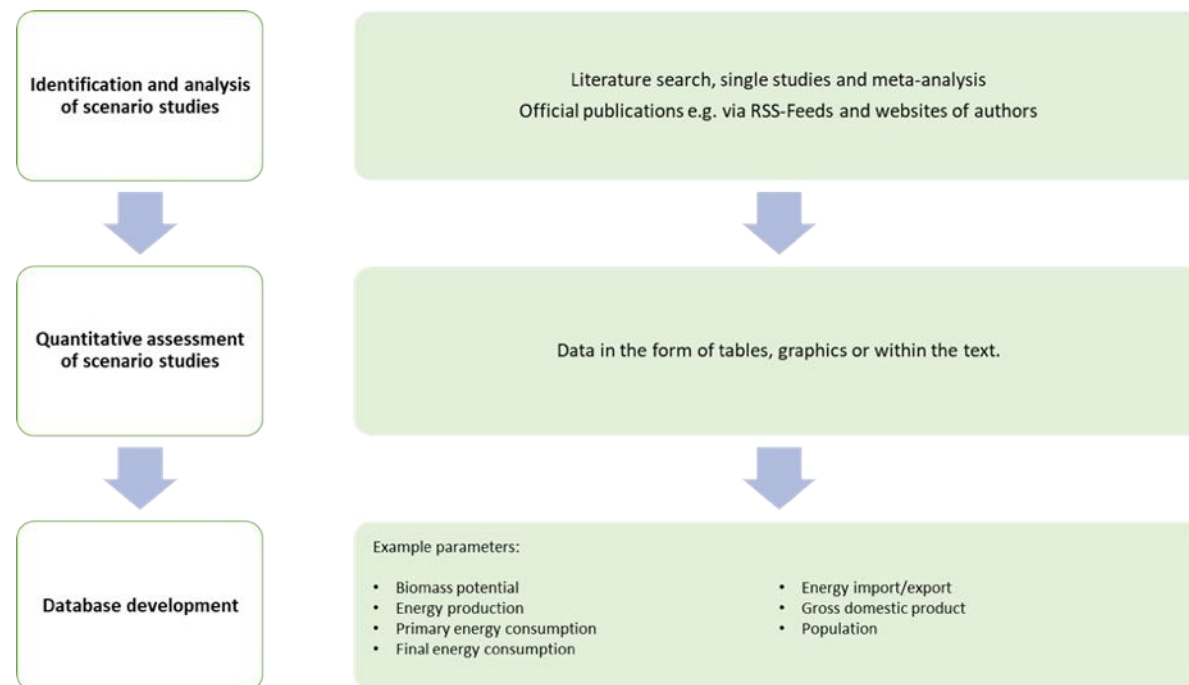 Identification and analysis
of scenario studies
Literature search, single studies and meta-analysis
Official publications e.g. via RSS-Feeds and websites of authors
Quantitative assessment
of scenario studies
Data in the form of tables, graphics or within the text.
Database development
Example parameters:
• Biomass potential
• Energy production
• Primary energy consumption
• Final energy consumption
• Energy import/export
• Gross domestic product
• Population